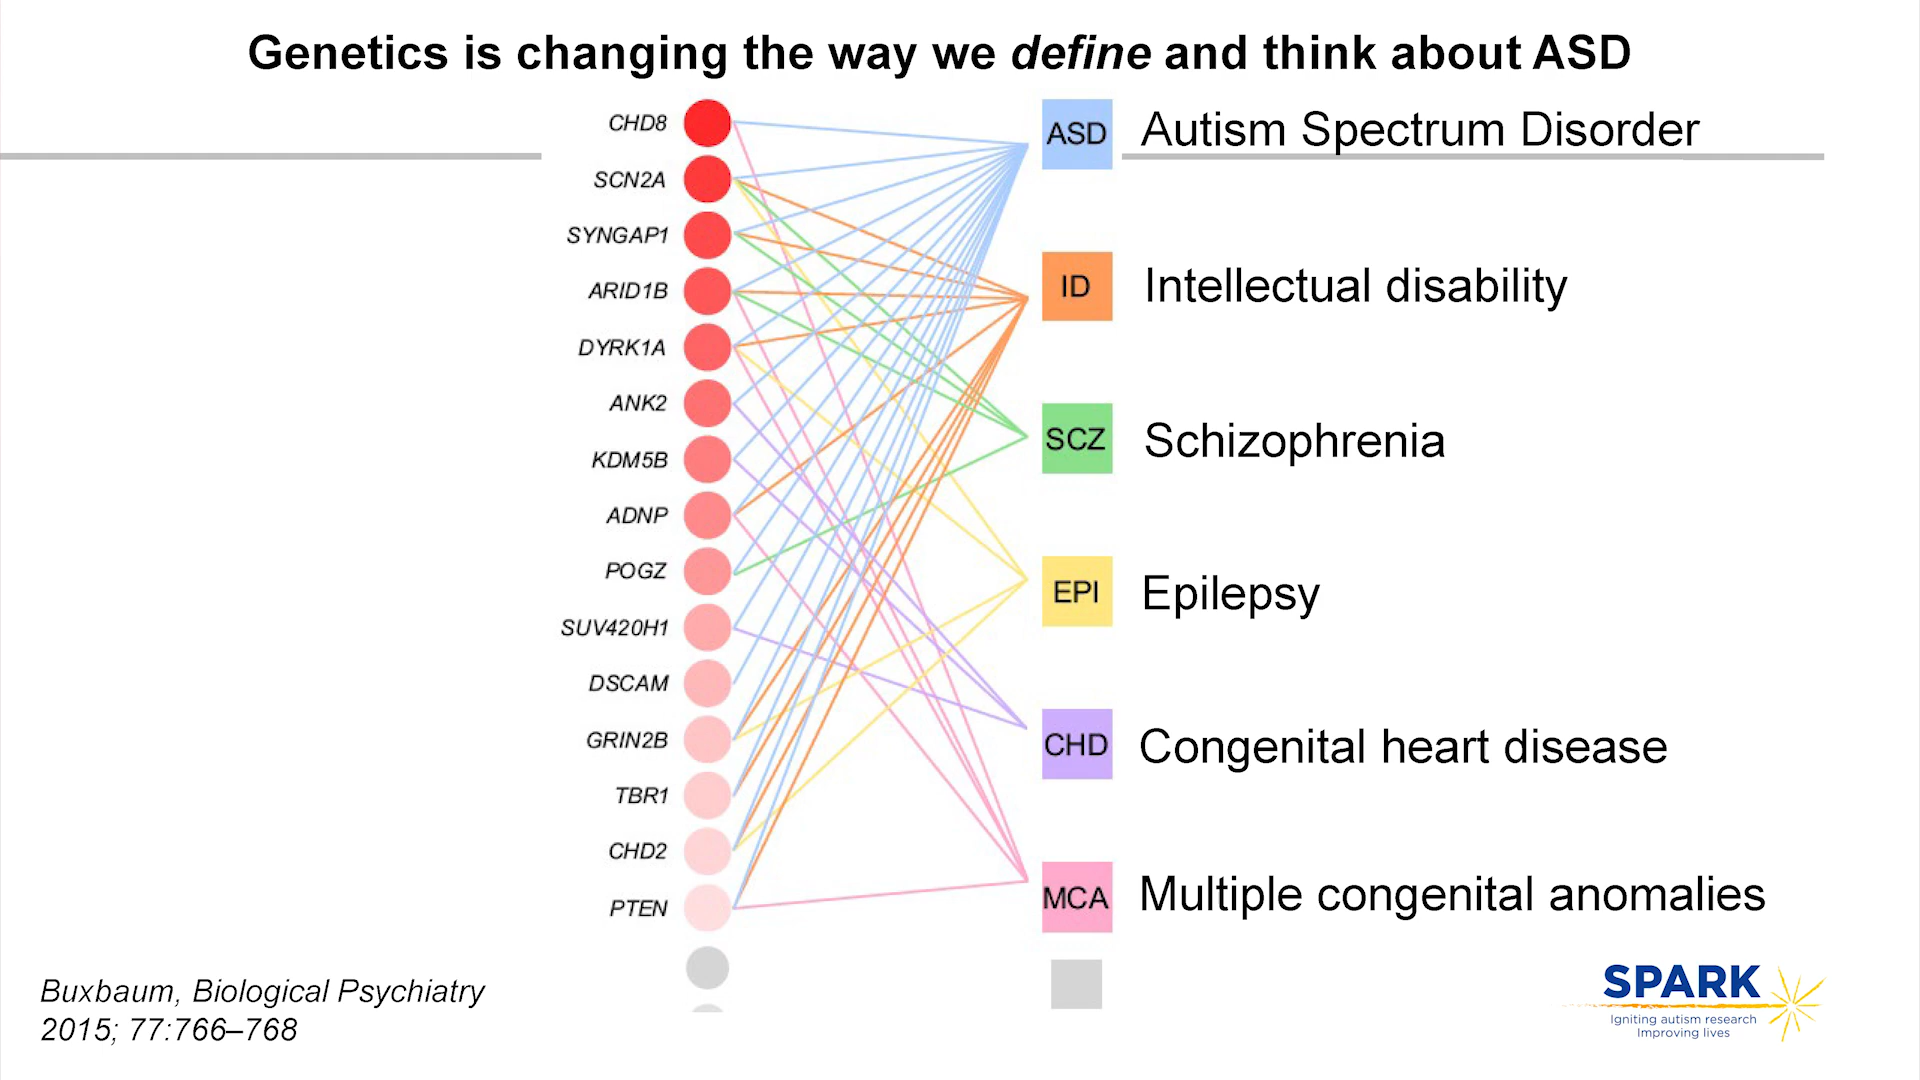 Genetics is changing the way we define and think about ASD
CHD8
SCN2A
SYNGAP1
ARID1B
DYRK1A
ANK2
KDM5B
ADNP
POGZ
SUV420H1
DSCAM
GRIN2B
TBR1
CHD2
PTEN
ASD Autism Spectrum Disorder
ID Intellectual disability
SCZ Schizophrenia
EPI Epilepsy
CHD Congenital heart disease
MCA Multiple congenital anomalies
Buxbaum, Biological Psychiatry
2015; 77:766–768
SPARK
Igniting autism research
Improving lives